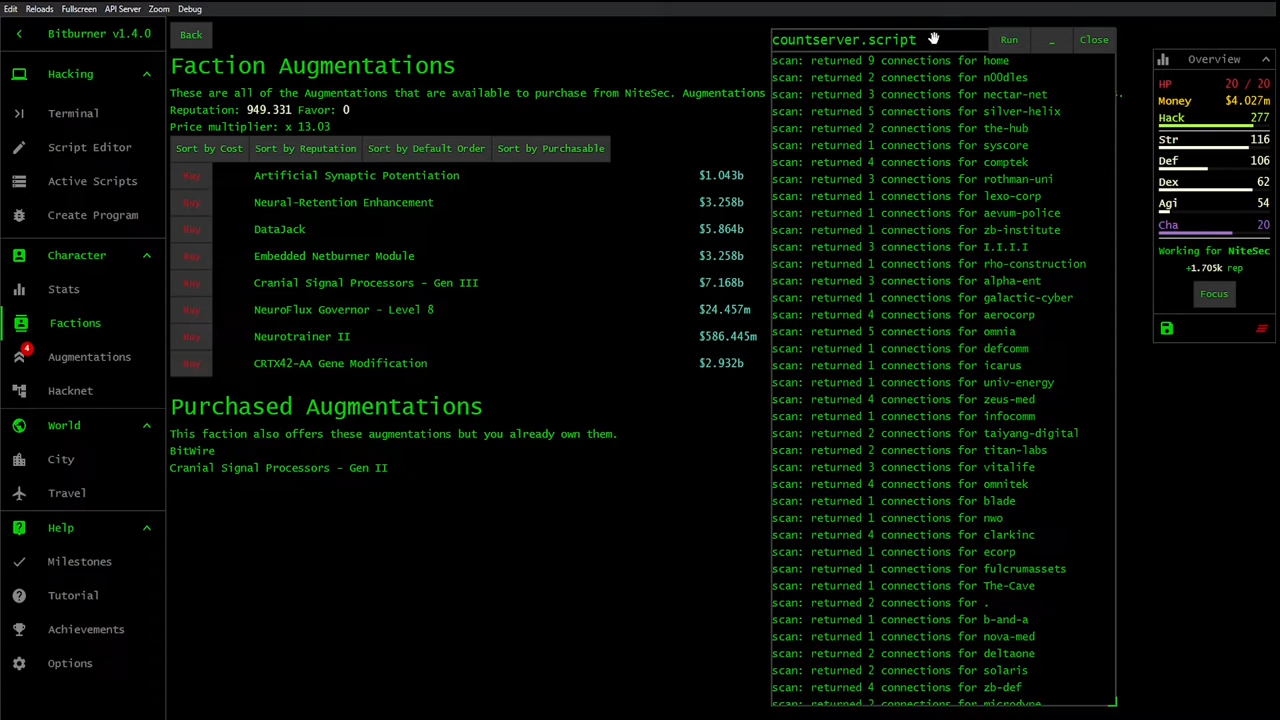 Edit Reloads Fullscreen API Server Zoom Debug
Bitburner v1.4.0
Hacking
Terminal
Script Editor
Active Scripts
Create Program
Character
Stats
Factions
4
Augmentations
Hacknet
World
City
Travel
Help
Milestones
Tutorial
Achievements
Options
Back
Faction Augmentations
These are all of the Augmentations that are available to purchase from NiteSec. Augmentations
Reputation: 949.331 Favor: 0
Price multiplier: x 13.03
Sort by Cost Sort by Reputation Sort by Default Order Sort by Purchasable
Buy Artificial Synaptic Potentiation $1.043b
Buy Neural-Retention Enhancement $3.258b
Buy DataJack $5.864b
Buy Embedded Netburner Module $3.258b
Buy Cranial Signal Processors - Gen III $7.168b
Buy NeuroFlux Governor - Level 8 $24.457m
Buy Neurotrainer II $586.445m
Buy CRTX42-AA Gene Modification $2.932b
Purchased Augmentations
This faction also offers these augmentations but you already own them.
BitWire
Cranial Signal Processors - Gen II
countserver.script Run _ Close
scan: returned 9 connections for home
scan: returned 2 connections for n00dles
scan: returned 3 connections for nectar-net
scan: returned 5 connections for silver-helix
scan: returned 2 connections for the-hub
scan: returned 1 connections for syscore
scan: returned 4 connections for comptek
scan: returned 3 connections for rothman-uni
scan: returned 1 connections for lexo-corp
scan: returned 1 connections for aevum-police
scan: returned 1 connections for zb-institute
scan: returned 3 connections for I.I.I.I
scan: returned 1 connections for rho-construction
scan: returned 3 connections for alpha-ent
scan: returned 1 connections for galactic-cyber
scan: returned 4 connections for aerocorp
scan: returned 5 connections for omnia
scan: returned 1 connections for defcomm
scan: returned 1 connections for icarus
scan: returned 1 connections for univ-energy
scan: returned 4 connections for zeus-med
scan: returned 1 connections for infocomm
scan: returned 2 connections for taiyang-digital
scan: returned 2 connections for titan-labs
scan: returned 3 connections for vitalife
scan: returned 4 connections for omnitek
scan: returned 1 connections for blade
scan: returned 1 connections for nwo
scan: returned 4 connections for clarkinc
scan: returned 1 connections for ecorp
scan: returned 1 connections for fulcrumassets
scan: returned 1 connections for The-Cave
scan: returned 2 connections for .
scan: returned 1 connections for b-and-a
scan: returned 1 connections for nova-med
scan: returned 2 connections for deltaone
scan: returned 2 connections for solaris
scan: returned 4 connections for zb-def
scan: returned 2 connections for microdyne
Overview
HP 20 / 20
Money $4.027m
Hack 277
Str 116
Def 106
Dex 62
Agi 54
Cha 20
Working for NiteSec
+1.705k rep
Focus